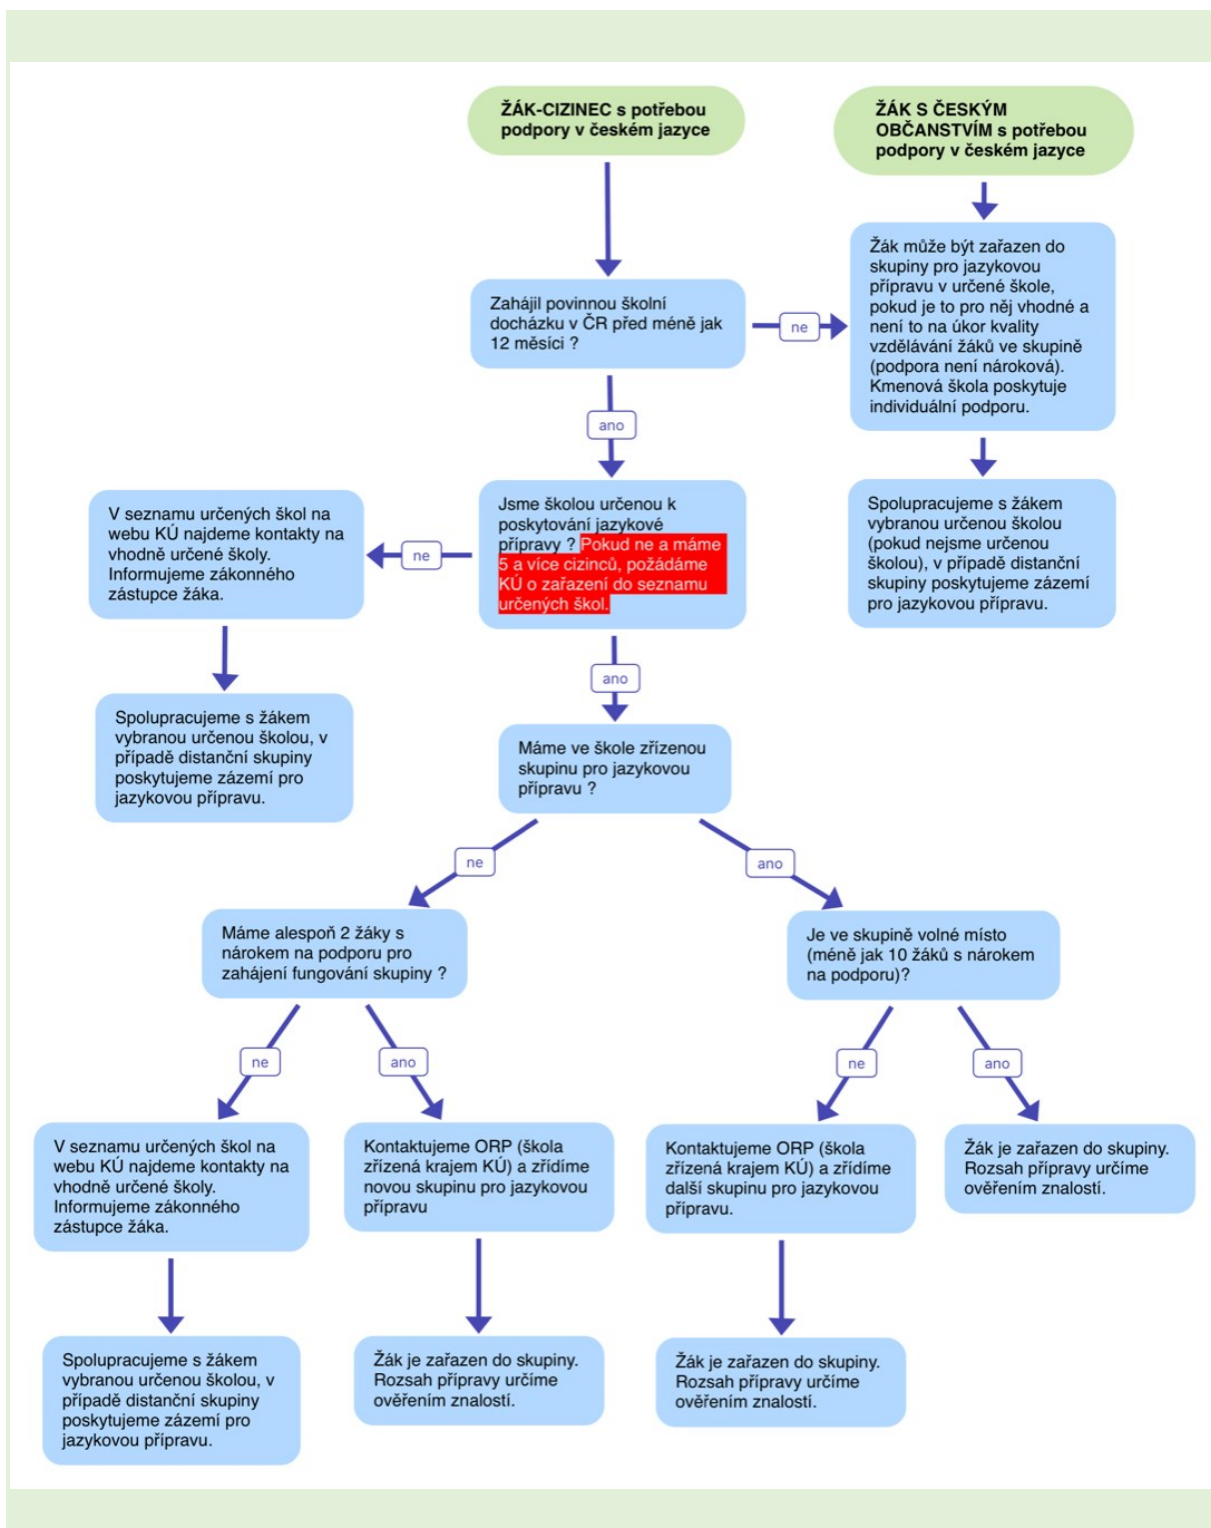 ŽÁK-CIZINEC s potřebou
podpory v českém jazyce
ŽÁK S ČESKÝM
OBČANSTVÍM s potřebou
podpory v českém jazyce
Zahájil povinnou školní
docházku v ČR před méně jak
12 měsíci ?
ne
Žák může být zařazen do
skupiny pro jazykovou
přípravu v určené škole,
pokud je to pro něj vhodné a
není to na úkor kvality
vzdělávání žáků ve skupině
(podpora není nároková).
Kmenová škola poskytuje
individuální podporu.
ano
V seznamu určených škol na
webu KÚ najdeme kontakty na
vhodně určené školy.
Informujeme zákonného
zástupce žáka.
ne
Jsme školou určenou k
poskytování jazykové
přípravy ? Pokud ne a máme
5 a více cizinců, požádáme
KÚ o zařazení do seznamu
určených škol.
Spolupracujeme s žákem
vybranou určenou školou
(pokud nejsme určenou
školou), v případě distanční
skupiny poskytujeme zázemí
pro jazykovou přípravu.
ano
Spolupracujeme s žákem
vybranou určenou školou, v
případě distanční skupiny
poskytujeme zázemí pro
jazykovou přípravu.
Máme ve škole zřízenou
skupinu pro jazykovou
přípravu ?
ne
ano
Máme alespoň 2 žáky s
nárokem na podporu pro
zahájení fungování skupiny ?
Je ve skupině volné místo
(méně jak 10 žáků s nárokem
na podporu)?
ne
ano
ne
ano
V seznamu určených škol na
webu KÚ najdeme kontakty na
vhodně určené školy.
Informujeme zákonného
zástupce žáka.
Kontaktujeme ORP (škola
zřízená krajem KÚ) a zřídíme
novou skupinu pro jazykovou
přípravu
Kontaktujeme ORP (škola
zřízená krajem KÚ) a zřídíme
další skupinu pro jazykovou
přípravu.
Žák je zařazen do skupiny.
Rozsah přípravy určíme
ověřením znalostí.
Spolupracujeme s žákem
vybranou určenou školou, v
případě distanční skupiny
poskytujeme zázemí pro
jazykovou přípravu.
Žák je zařazen do skupiny.
Rozsah přípravy určíme
ověřením znalostí.
Žák je zařazen do skupiny.
Rozsah přípravy určíme
ověřením znalostí.